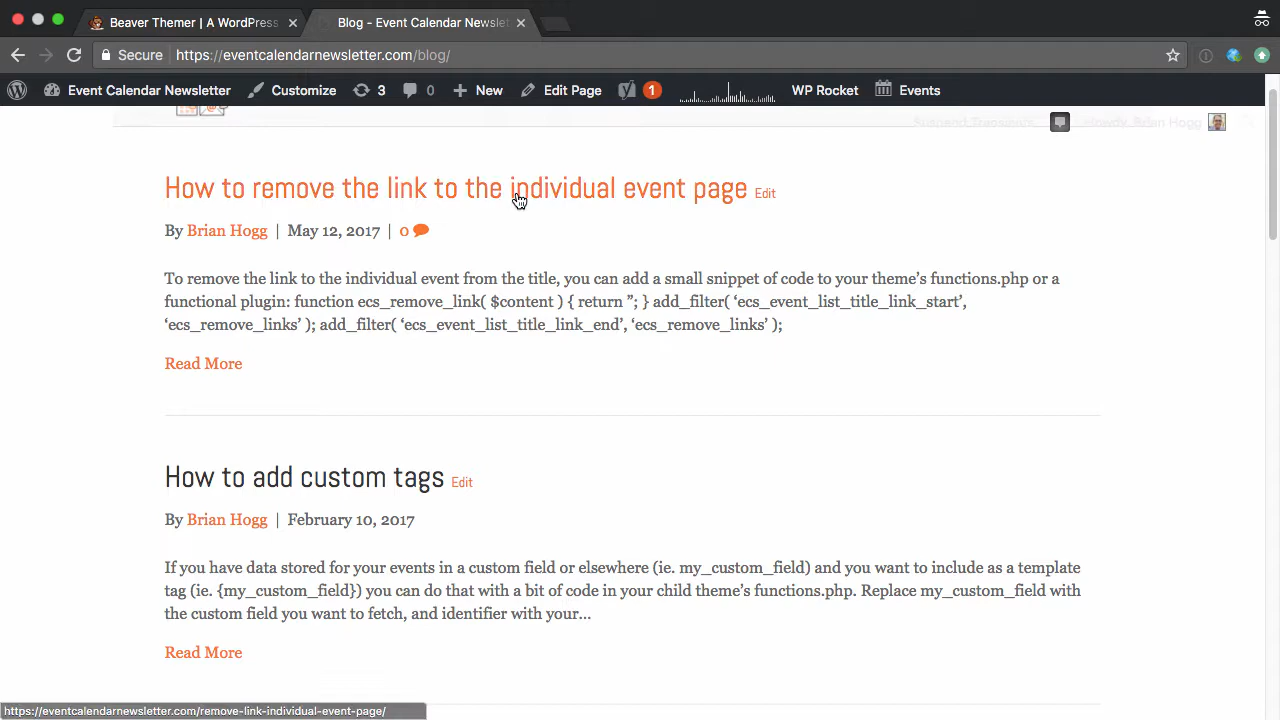 Beaver Themer | A WordPress
Blog - Event Calendar Newslet
Secure https://eventcalendarnewsletter.com/blog/
Event Calendar Newsletter Customize 3 0 New Edit Page 1 WP Rocket Events
Suspend Transients Howdy, Brian Hogg
How to remove the link to the individual event page Edit
By Brian Hogg | May 12, 2017 | 0
To remove the link to the individual event from the title, you can add a small snippet of code to your theme’s functions.php or a
functional plugin: function ecs_remove_link( $content ) { return ”; } add_filter( ‘ecs_event_list_title_link_start’,
‘ecs_remove_links’ ); add_filter( ‘ecs_event_list_title_link_end’, ‘ecs_remove_links’ );
Read More
How to add custom tags Edit
By Brian Hogg | February 10, 2017
If you have data stored for your events in a custom field or elsewhere (ie. my_custom_field) and you want to include as a template
tag (ie. {my_custom_field}) you can do that with a bit of code in your child theme’s functions.php. Replace my_custom_field with
the custom field you want to fetch, and identifier with your...
Read More
https://eventcalendarnewsletter.com/remove-link-individual-event-page/